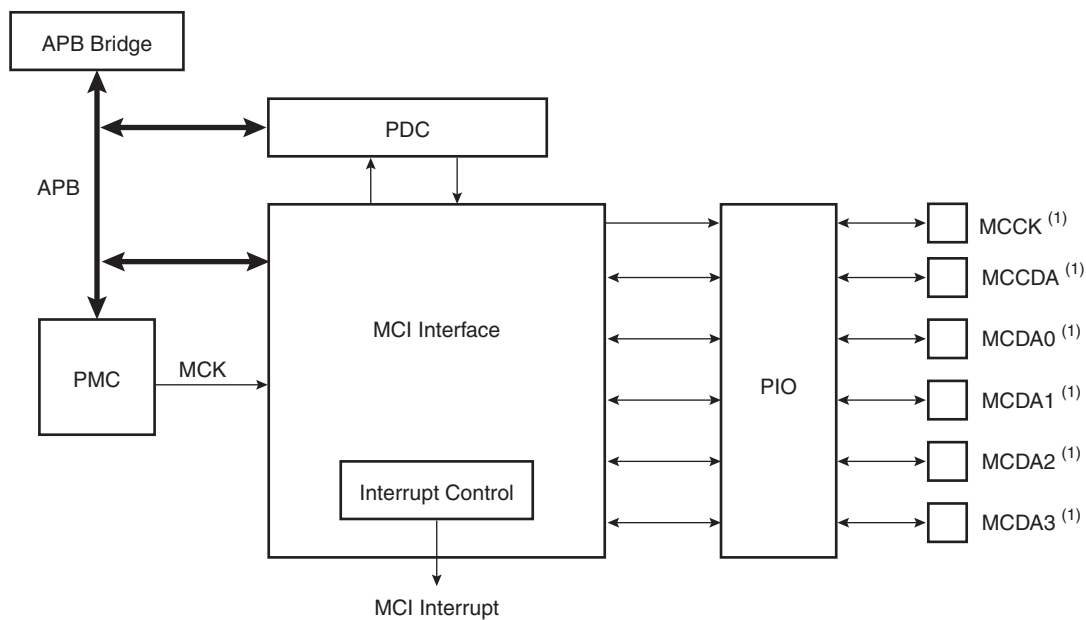 APB Bridge
PDC
APB
MCCK (1)
MCCDA (1)
MCI Interface
MCDA0 (1)
MCK
PMC
PIO
MCDA1 (1)
MCDA2 (1)
Interrupt Control
MCDA3 (1)
MCI Interrupt